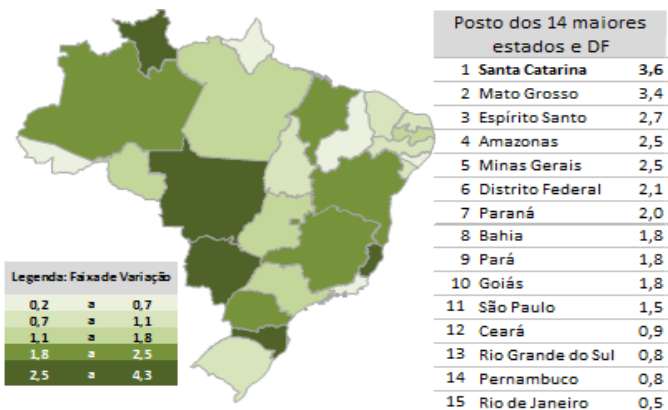 Posto dos 14 maiores
estados e DF
1 Santa Catarina 3,6
2 Mato Grosso 3,4
3 Espírito Santo 2,7
4 Amazonas 2,5
5 Minas Gerais 2,5
6 Distrito Federal 2,1
7 Paraná 2,0
8 Bahia 1,8
9 Pará 1,8
10 Goiás 1,8
11 São Paulo 1,5
12 Ceará 0,9
13 Rio Grande do Sul 0,8
14 Pernambuco 0,8
15 Rio de Janeiro 0,5
Legenda: Faixa de Variação
0,2 a 0,7
0,7 a 1,1
1,1 a 1,8
1,8 a 2,5
2,5 a 4,3